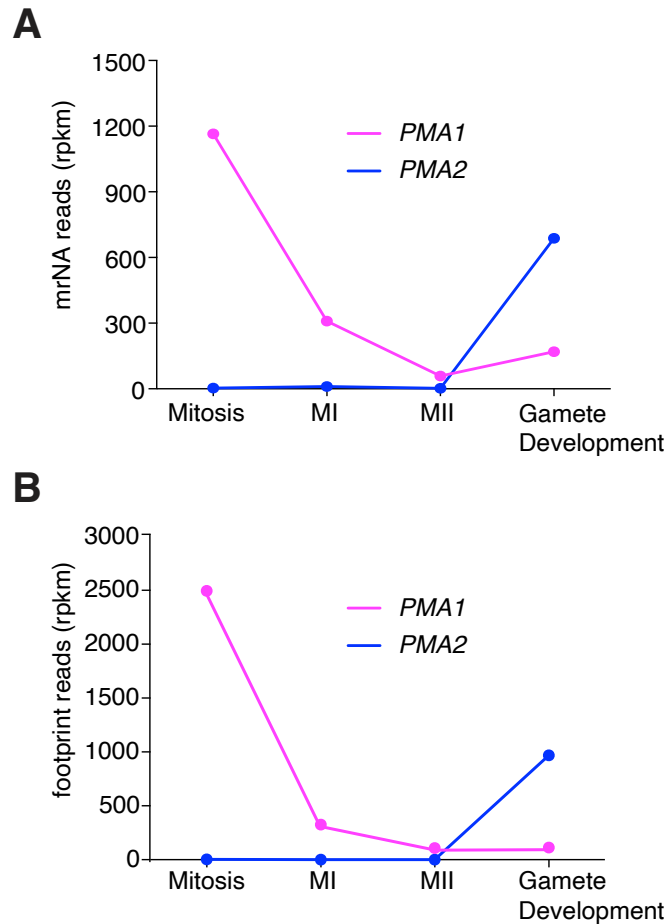 A
mrNA reads (rpkm)
1500
1200
900
600
300
0
PMA1
PMA2
Mitosis
MI
MII
Gamete
Development
B
footprint reads (rpkm)
3000
2500
2000
1500
1000
500
0
PMA1
PMA2
Mitosis
MI
MII
Gamete
Development